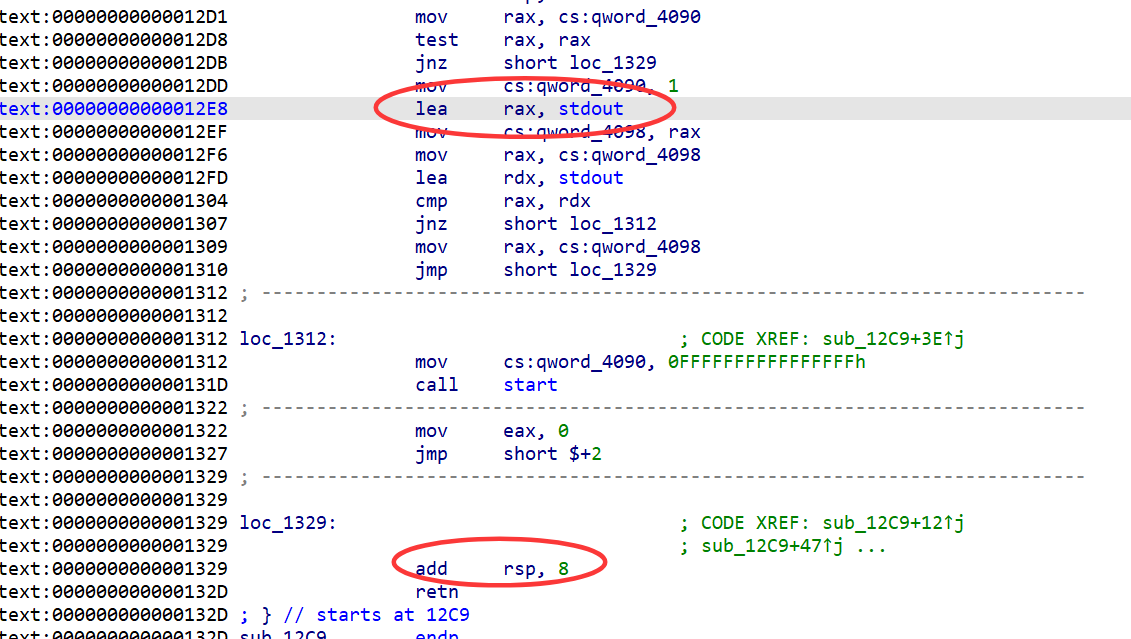 text:00000000000012D1 mov rax, cs:qword_4090
text:00000000000012D8 test rax, rax
text:00000000000012DB jnz short loc_1329
text:00000000000012DD mov cs:qword_4090, 1
text:00000000000012E8 lea rax, stdout
text:00000000000012EF mov cs:qword_4098, rax
text:00000000000012F6 mov rax, cs:qword_4098
text:00000000000012FD lea rdx, stdout
text:0000000000001304 cmp rax, rdx
text:0000000000001307 jnz short loc_1312
text:0000000000001309 mov rax, cs:qword_4098
text:0000000000001310 jmp short loc_1329
text:0000000000001312 ; ---------------------------------------------------------------------------
text:0000000000001312
text:0000000000001312 loc_1312: ; CODE XREF: sub_12C9+3E↑j
text:0000000000001312 mov cs:qword_4090, 0FFFFFFFFFFFFFFFFh
text:000000000000131D call start
text:0000000000001322 ; ---------------------------------------------------------------------------
text:0000000000001322 mov eax, 0
text:0000000000001327 jmp short $+2
text:0000000000001329 ; ---------------------------------------------------------------------------
text:0000000000001329
text:0000000000001329 loc_1329: ; CODE XREF: sub_12C9+12↑j
text:0000000000001329 ; sub_12C9+47↑j ...
text:0000000000001329 add rsp, 8
text:000000000000132D retn
text:000000000000132D ; } // starts at 12C9
text:000000000000132D sub_12C9 endp